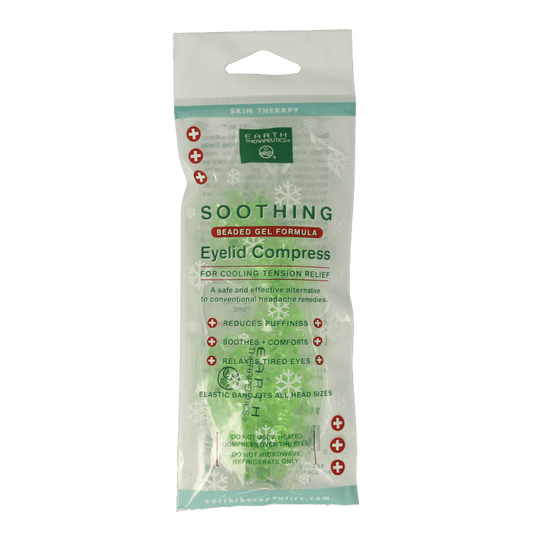 SKIN THERAPY
EARTH
THERAPEUTICS®
SOOTHING
BEADED GEL FORMULA
Eyelid Compress
FOR COOLING TENSION RELIEF
A safe and effective alternative
to conventional headache remedies.
REDUCES PUFFINESS
SOOTHES + COMFORTS
RELAXES TIRED EYES
EARTH
THERAPEUTICS
ELASTIC BAND FITS ALL HEAD SIZES
DO NOT USE
COMPRESS OVER THE EYES.
DO NOT MICROWAVE.
REFRIGERATE ONLY.
earththerapeutics.com